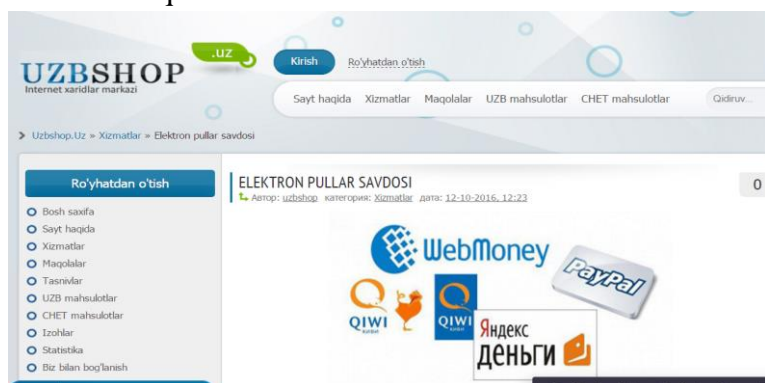 UZBSHOP
.uz
Internet xaridlar markazi
Kirish
Ro'yhatdan o'tish
Sayt haqida Xizmatlar Maqolalar UZB mahsulotlar CHET mahsulotlar
Qidiruv...
Uzbshop.Uz » Xizmatlar » Elektron pullar savdosi
Ro'yhatdan o'tish
Bosh saxifa
Sayt haqida
Xizmatlar
Maqolalar
Tasnivlar
UZB mahsulotlar
CHET mahsulotlar
Izohlar
Statistika
Biz bilan bog'lanish
ELEKTRON PULLAR SAVDOSI
0
Автор: uzbshop категория: Xizmatlar дата: 12-10-2016, 12:23
WebMoney
PayPal
QIWI
QIWI
Яндекс
деньги